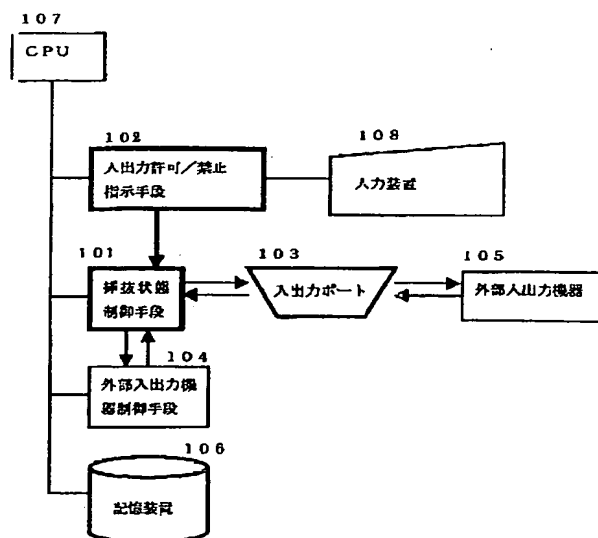 107
CPU
102
入出力許可／禁止
指示手段
108
入力装置
101
挿抜状態
制御手段
103
入出力ポート
105
外部入出力機器
104
外部入出力機
器制御手段
106
記憶装置